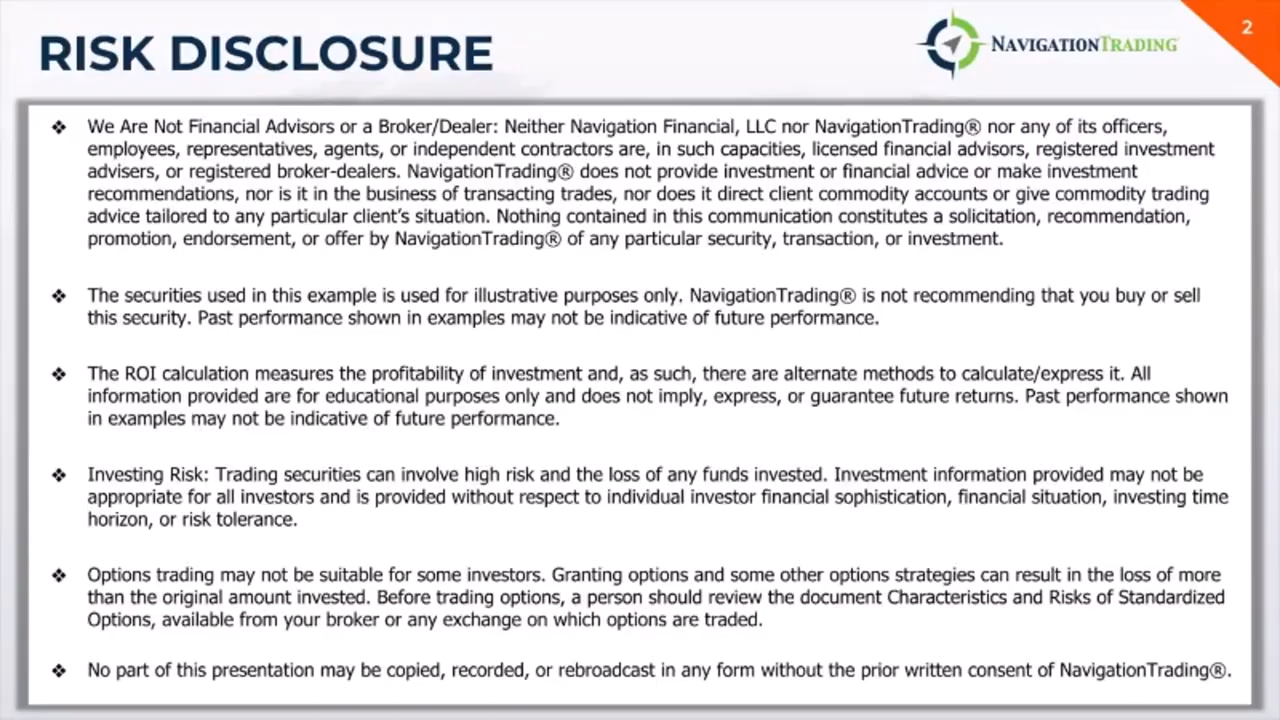 2
RISK DISCLOSURE
NAVIGATIONTRADING
❖ We Are Not Financial Advisors or a Broker/Dealer: Neither Navigation Financial, LLC nor NavigationTrading® nor any of its officers,
employees, representatives, agents, or independent contractors are, in such capacities, licensed financial advisors, registered investment
advisers, or registered broker-dealers. NavigationTrading® does not provide investment or financial advice or make investment
recommendations, nor is it in the business of transacting trades, nor does it direct client commodity accounts or give commodity trading
advice tailored to any particular client's situation. Nothing contained in this communication constitutes a solicitation, recommendation,
promotion, endorsement, or offer by NavigationTrading® of any particular security, transaction, or investment.
❖ The securities used in this example is used for illustrative purposes only. NavigationTrading® is not recommending that you buy or sell
this security. Past performance shown in examples may not be indicative of future performance.
❖ The ROI calculation measures the profitability of investment and, as such, there are alternate methods to calculate/express it. All
information provided are for educational purposes only and does not imply, express, or guarantee future returns. Past performance shown
in examples may not be indicative of future performance.
❖ Investing Risk: Trading securities can involve high risk and the loss of any funds invested. Investment information provided may not be
appropriate for all investors and is provided without respect to individual investor financial sophistication, financial situation, investing time
horizon, or risk tolerance.
❖ Options trading may not be suitable for some investors. Granting options and some other options strategies can result in the loss of more
than the original amount invested. Before trading options, a person should review the document Characteristics and Risks of Standardized
Options, available from your broker or any exchange on which options are traded.
❖ No part of this presentation may be copied, recorded, or rebroadcast in any form without the prior written consent of NavigationTrading®.